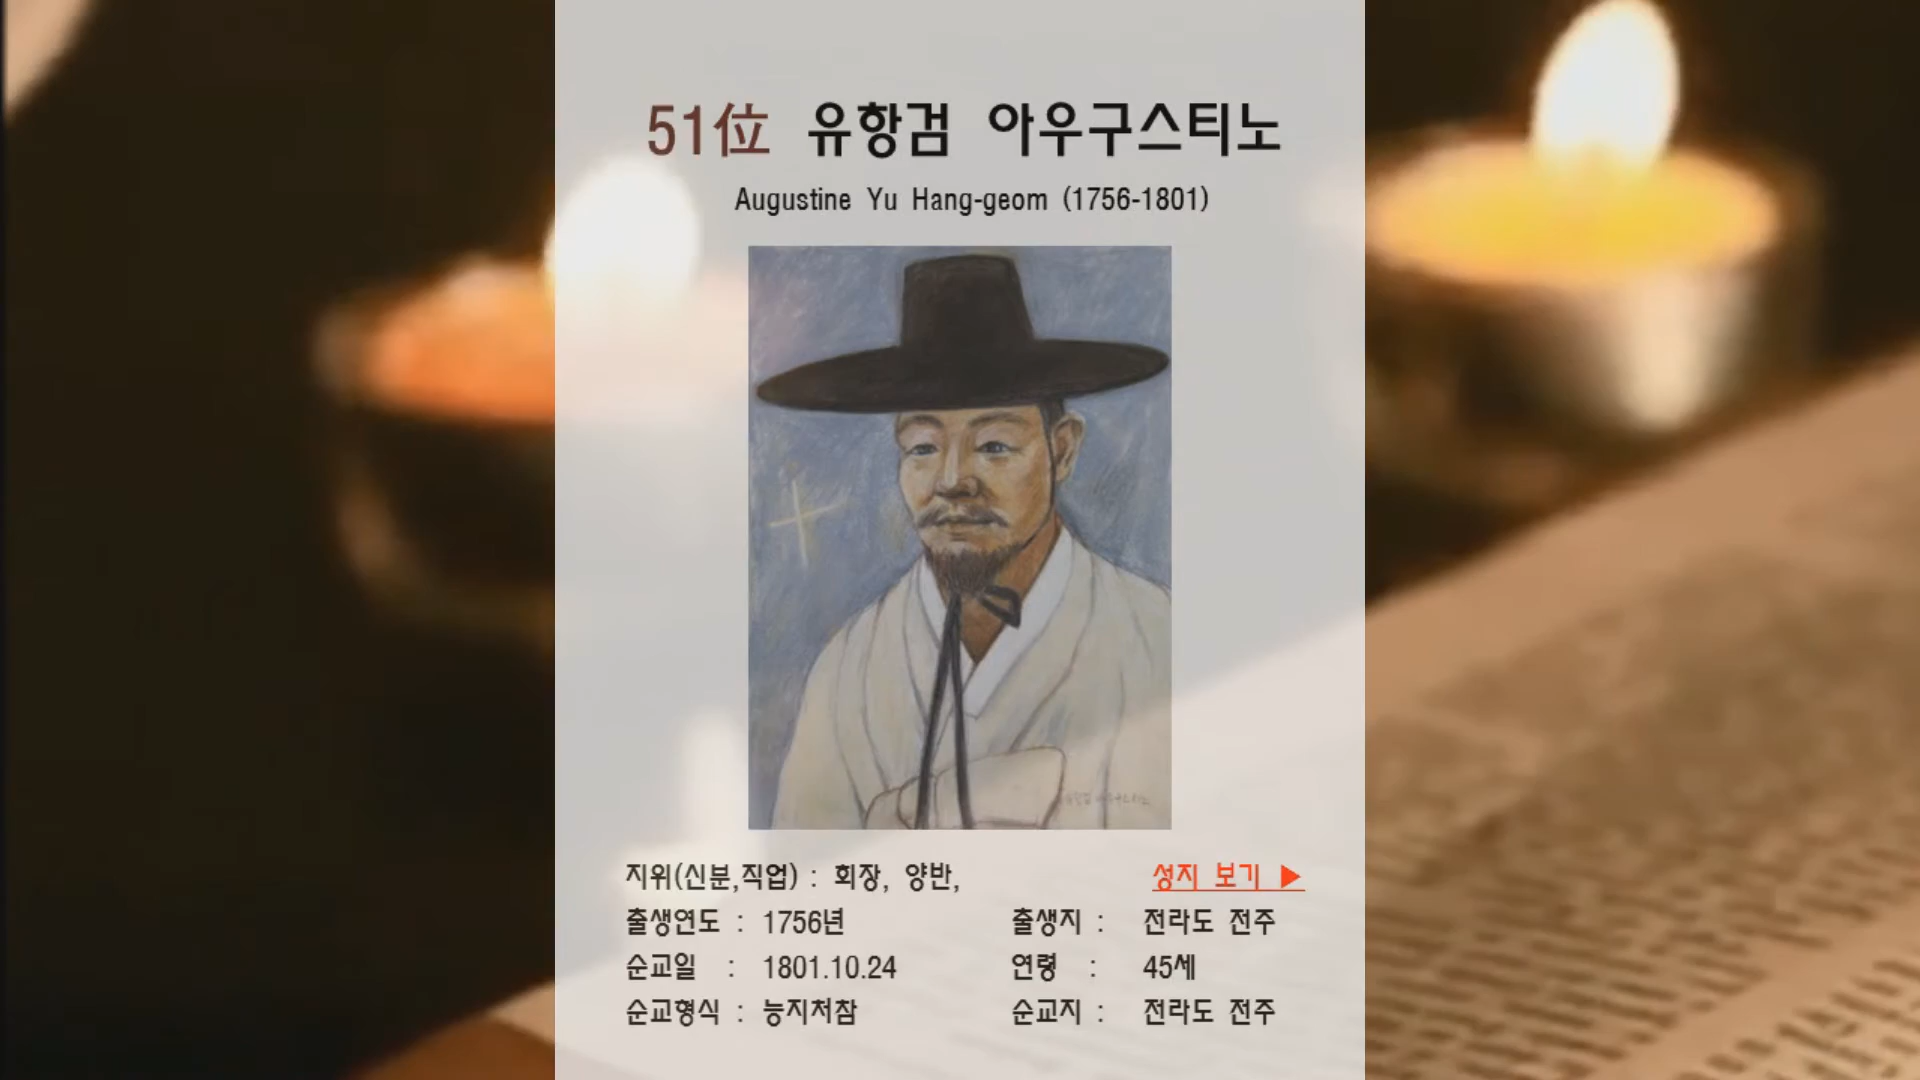 51位 유항검 아우구스티노
Augustine Yu Hang-geom (1756-1801)
지위(신분,직업) : 회장, 양반,
성지 보기 ▶
출생연도 : 1756년 출생지 : 전라도 전주
순교일 : 1801.10.24 연령 : 45세
순교형식 : 능지처참 순교지 : 전라도 전주